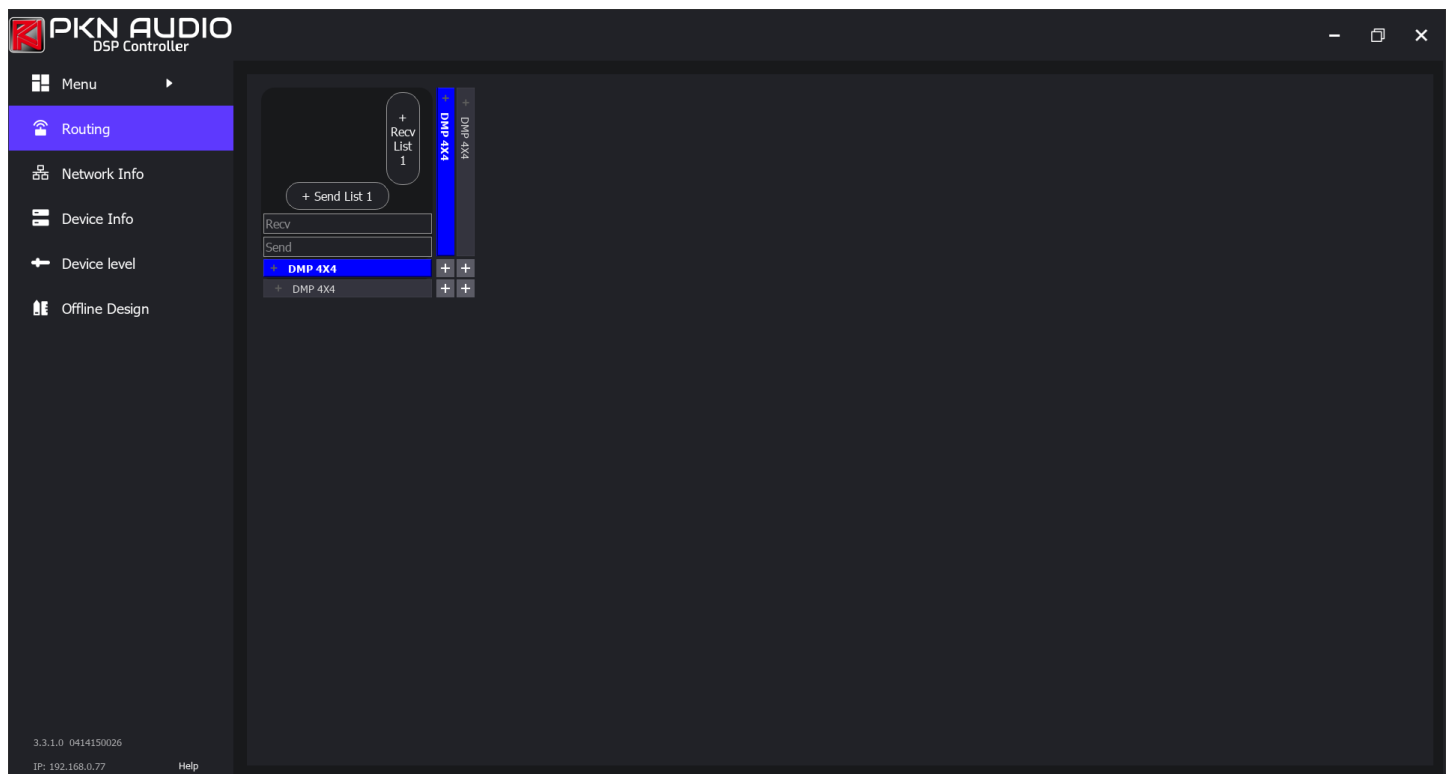 PKN AUDIO
DSP Controller
Menu
Routing
Network Info
Device Info
Device level
Offline Design
+
Recv
List
1
+ Send List 1
Recv
Send
+ DMP 4X4
+ DMP 4X4
+ DMP 4X4 + +
+ DMP 4X4 + +
3.3.1.0 0414150026
IP: 192.168.0.77 Help